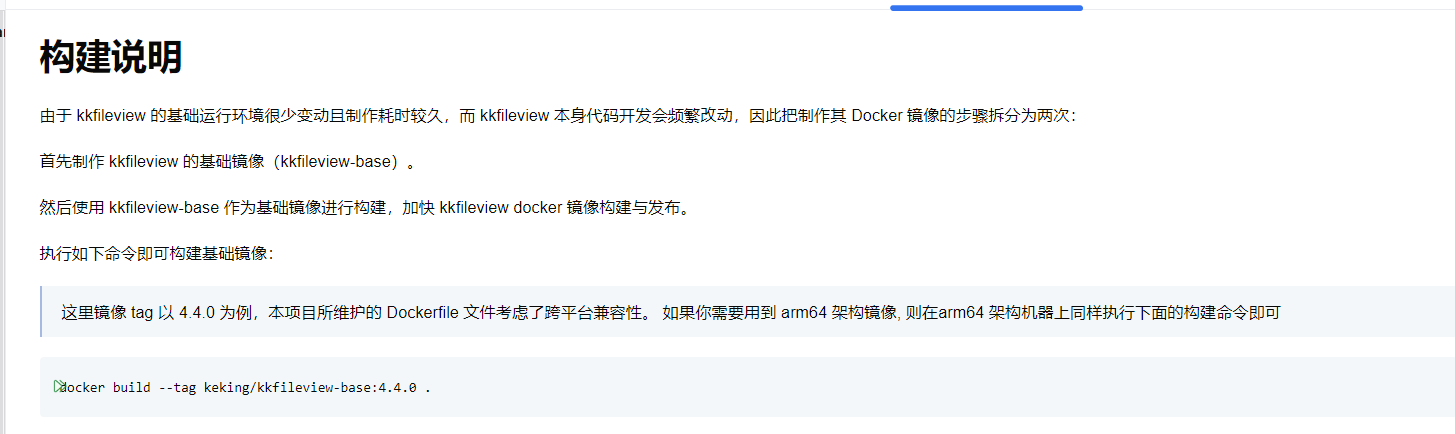 构建说明
由于 kkfileview 的基础运行环境很少变动且制作耗时较久，而 kkfileview 本身代码开发会频繁改动，因此把制作其 Docker 镜像的步骤拆分为两次：
首先制作 kkfileview 的基础镜像（kkfileview-base）。
然后使用 kkfileview-base 作为基础镜像进行构建，加快 kkfileview docker 镜像构建与发布。
执行如下命令即可构建基础镜像：
这里镜像 tag 以 4.4.0 为例，本项目所维护的 Dockerfile 文件考虑了跨平台兼容性。 如果你需要用到 arm64 架构镜像, 则在arm64 架构机器上同样执行下面的构建命令即可
docker build --tag keking/kkfileview-base:4.4.0 .